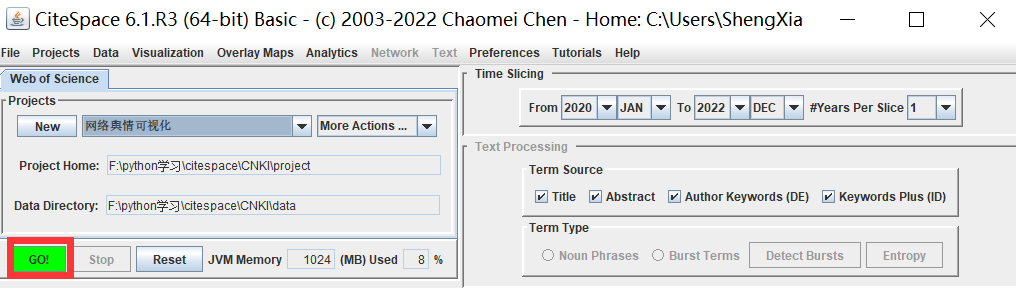 CiteSpace 6.1.R3 (64-bit) Basic - (c) 2003-2022 Chaomei Chen - Home: C:\Users\ShengXia
File Projects Data Visualization Overlay Maps Analytics Network Text Preferences Tutorials Help
Web of Science
Projects
New 网络舆情可视化 More Actions ...
Project Home: F:\python学习\citespace\CNKI\project
Data Directory: F:\python学习\citespace\CNKI\data
GO! Stop Reset JVM Memory 1024 (MB) Used 8 %
Time Slicing
From 2020 JAN To 2022 DEC #Years Per Slice 1
Text Processing
Term Source
Title Abstract Author Keywords (DE) Keywords Plus (ID)
Term Type
Noun Phrases Burst Terms Detect Bursts Entropy